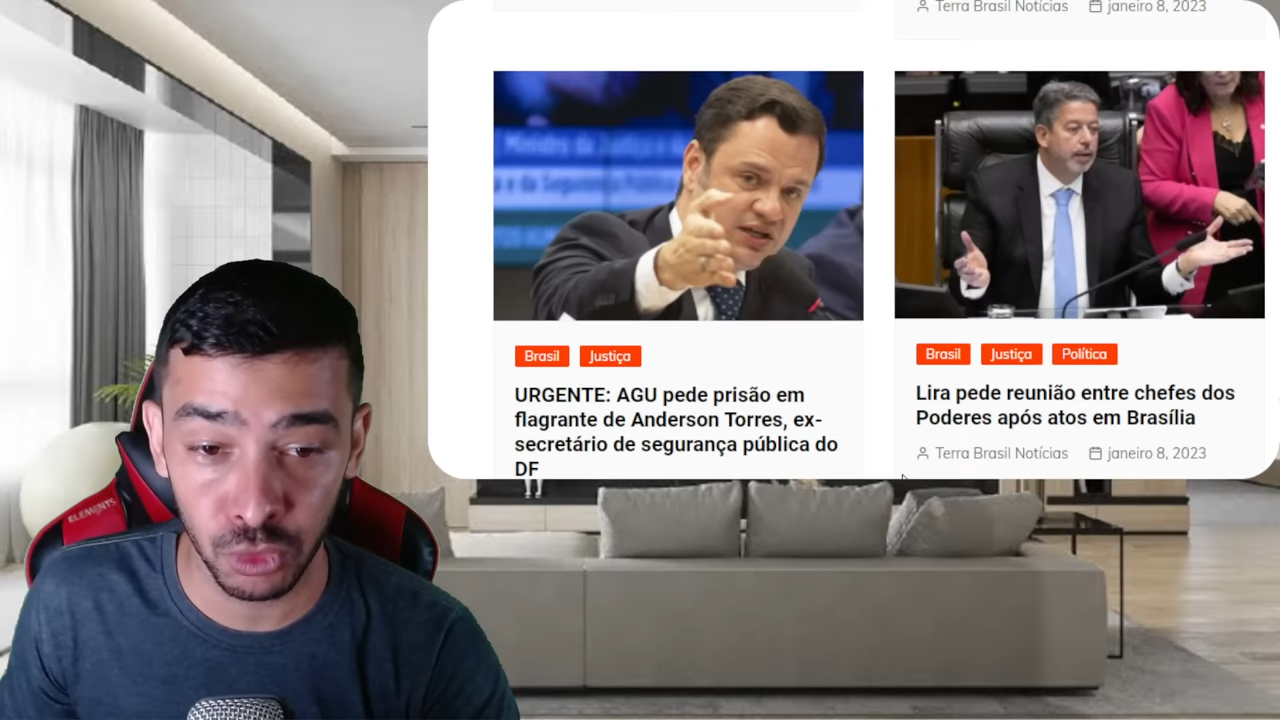 Terra Brasil Notícias janeiro 8, 2023
Brasil Justiça
URGENTE: AGU pede prisão em
flagrante de Anderson Torres, ex-
secretário de segurança pública do
DF
Brasil Justiça Política
Lira pede reunião entre chefes dos
Poderes após atos em Brasília
Terra Brasil Notícias janeiro 8, 2023
ELEMENTS